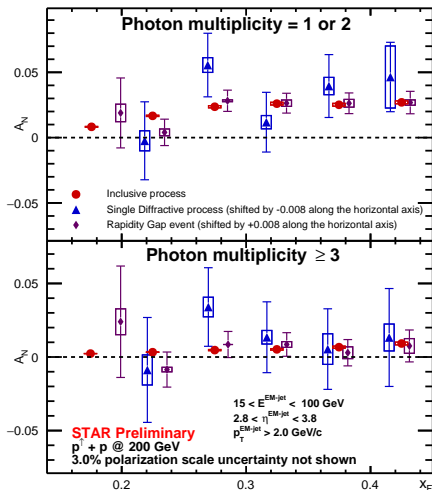 Photon multiplicity = 1 or 2
A_N
0.05
0
−0.05
Inclusive process
Single Diffractive process (shifted by -0.008 along the horizontal axis)
Rapidity Gap event (shifted by +0.008 along the horizontal axis)
Photon multiplicity ≥ 3
A_N
0.05
0
−0.05
15 < E^EM-jet < 100 GeV
2.8 < η^EM-jet < 3.8
p_T^EM-jet > 2.0 GeV/c
STAR Preliminary
p↑ + p @ 200 GeV
3.0% polarization scale uncertainty not shown
0.2 0.3 0.4 x_F